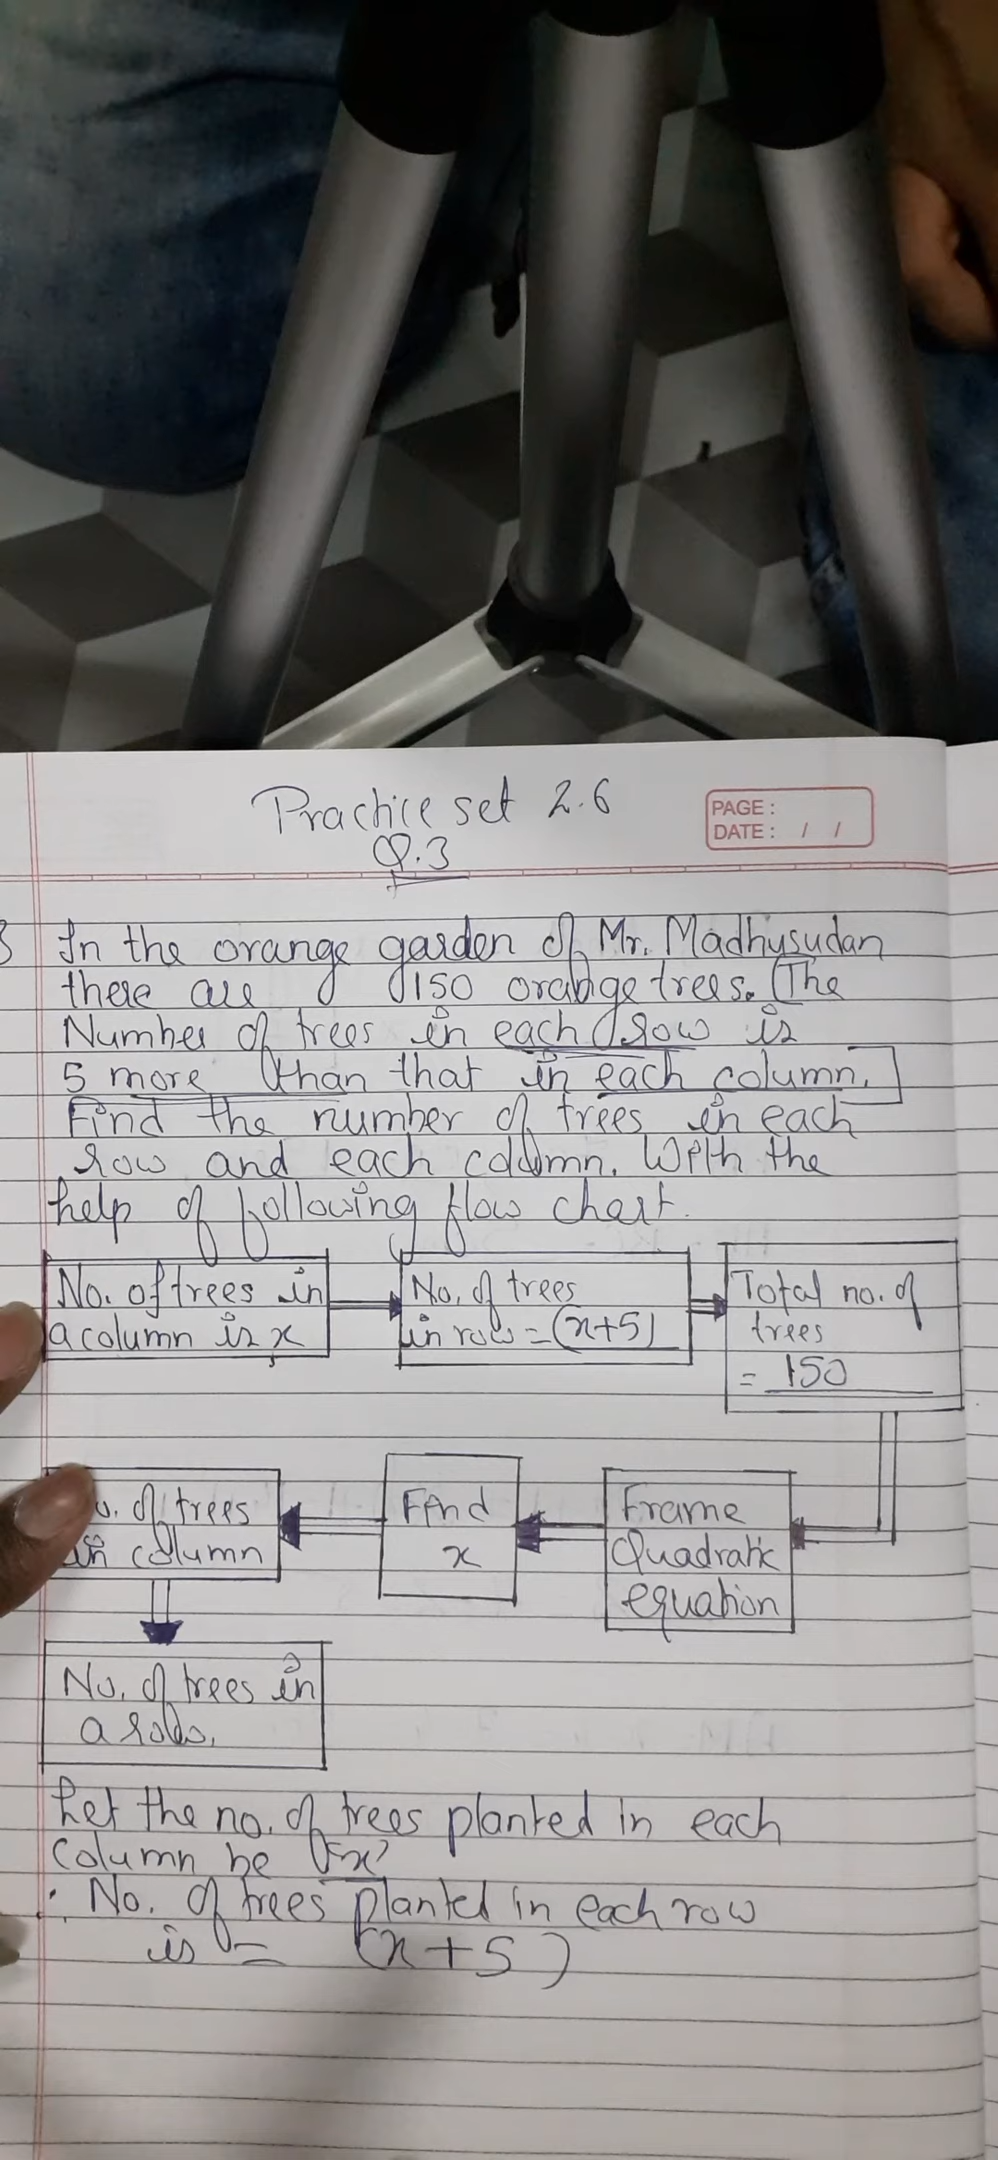 Practice set 2.6
PAGE :
DATE : / /
Q.3
3 In the orange garden of Mr. Madhusudan
there are 150 orange trees. The
Number of trees in each row is
5 more than that in each column.
Find the number of trees in each
row and each column. With the
help of following flow chart.
No. of trees in
a column is x
No. of trees
in row = (x+5)
Total no. of
trees
= 150
Frame
Quadratic
equation
Find
x
of trees
in column
No. of trees in
a row.
Let the no. of trees planted in each
column be 'x'
∴ No. of trees planted in each row
is = (x+5)